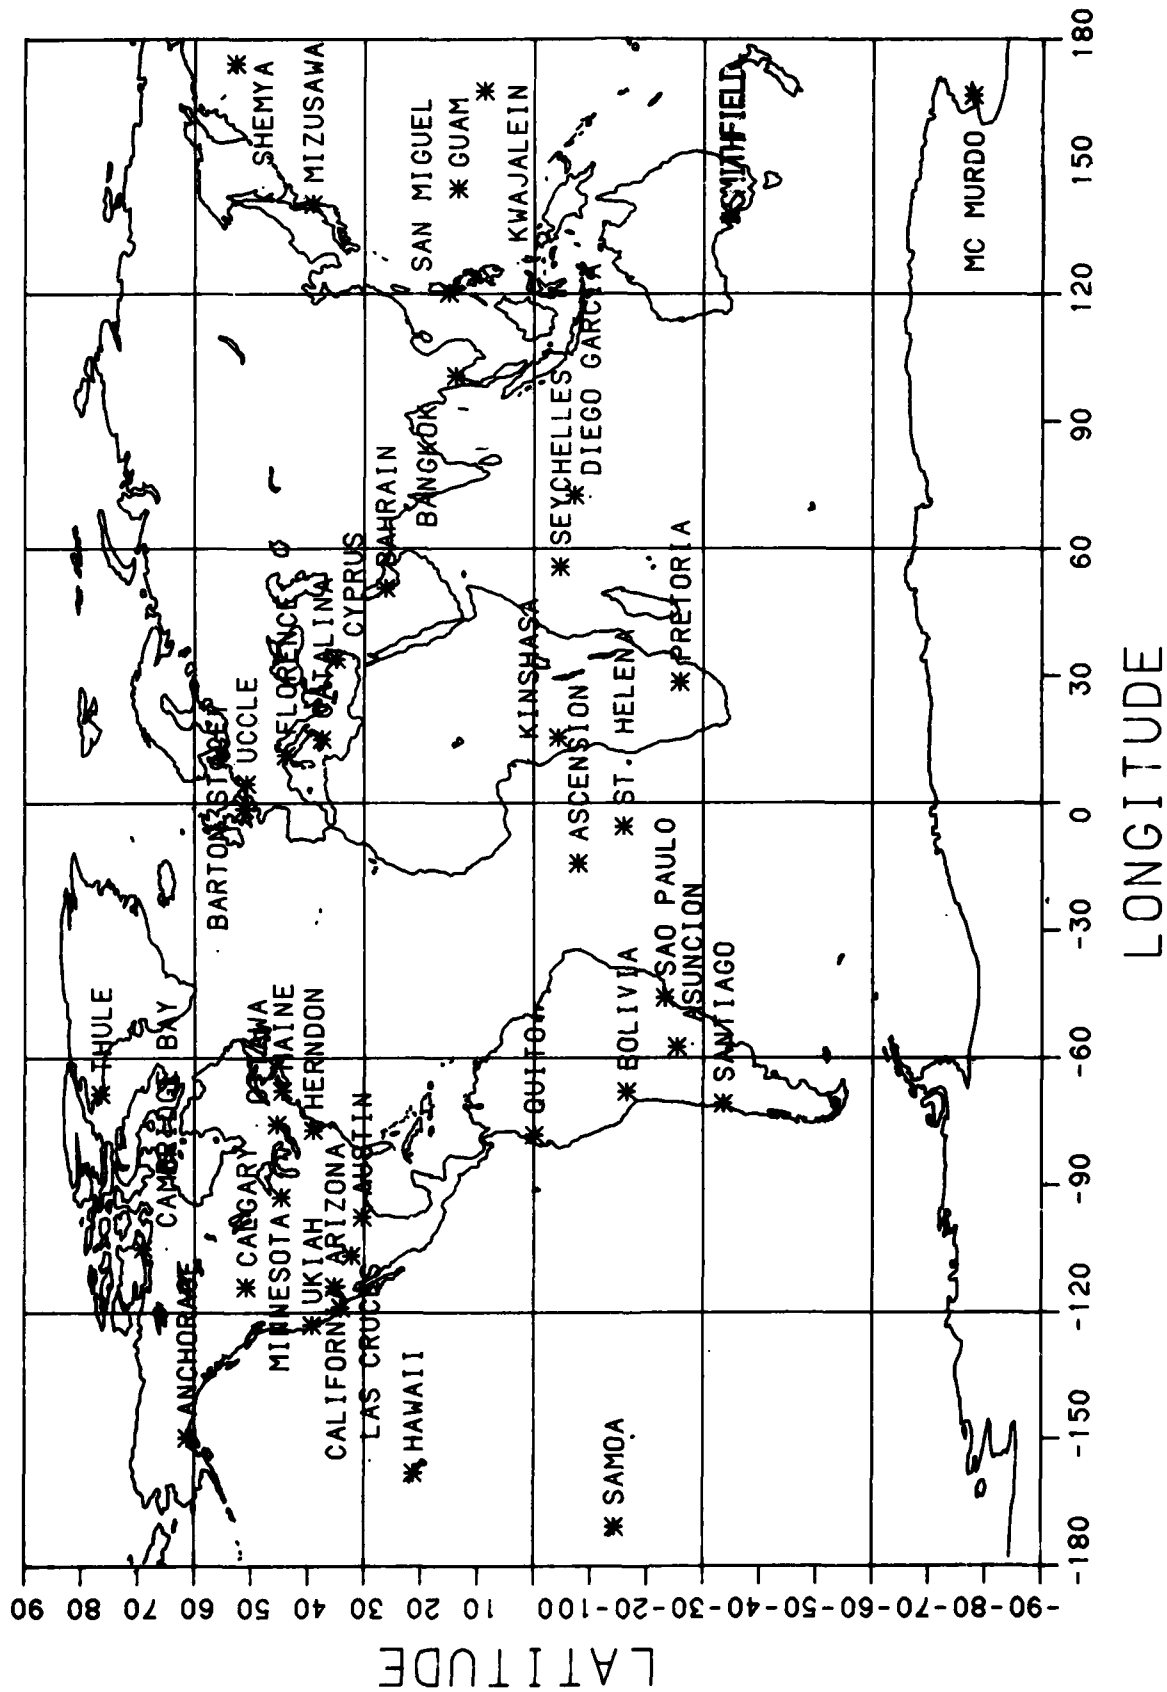 THULE
CAMBRIDGE BAY
ANCHORAGE
CALGARY
OTTAWA
MINNESOTA
MAINE
UKIAH
HERNDON
CALIFORN
ARIZONA
LAS CRUCES
AUSTIN
HAWAII
SAMOA
QUITO
BOLIVIA
SAO PAULO
ASUNCION
SANTIAGO
BARTON STACEY
UCCLE
FLORENCE
CATALINA
CYPRUS
BAHRAIN
BANGKOK
KINSHASA
ASCENSION
ST. HELENA
PRETORIA
SEYCHELLES
DIEGO GARCIA
SHEMYA
MIZUSAWA
SAN MIGUEL
GUAM
KWAJALEIN
SMITHFIELD
MC MURDO
LATITUDE
90 80 70 60 50 40 30 20 10 0 -10 -20 -30 -40 -50 -60 -70 -80 -90
-180 -150 -120 -90 -60 -30 0 30 60 90 120 150 180
LONGITUDE